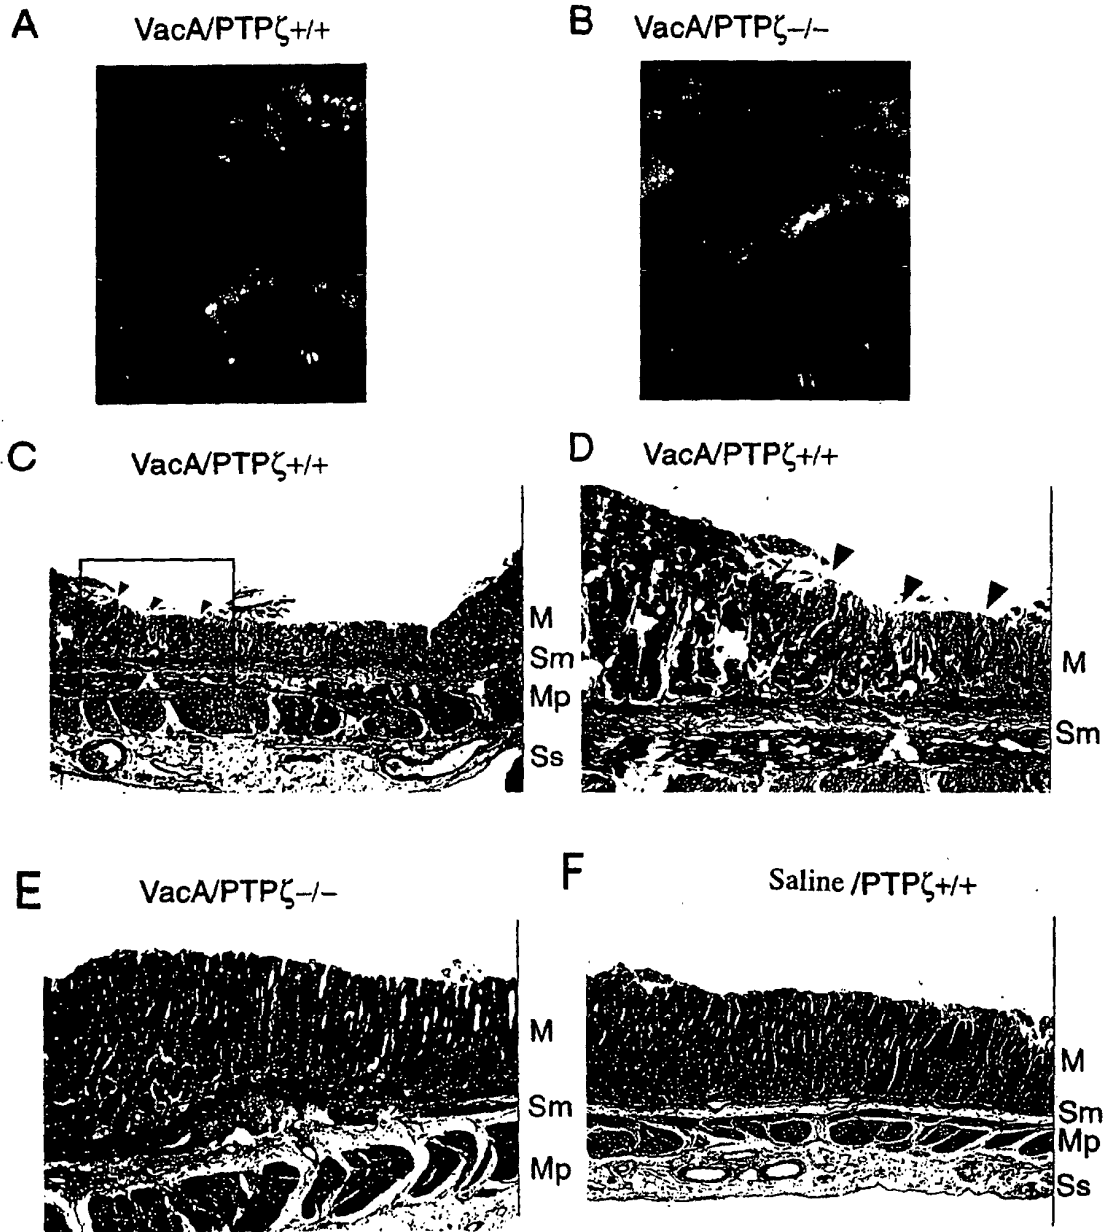 A
VacA/PTPζ+/+
B
VacA/PTPζ−/−
C
VacA/PTPζ+/+
M
Sm
Mp
Ss
D
VacA/PTPζ+/+
M
Sm
E
VacA/PTPζ−/−
M
Sm
Mp
F
Saline /PTPζ+/+
M
Sm
Mp
Ss